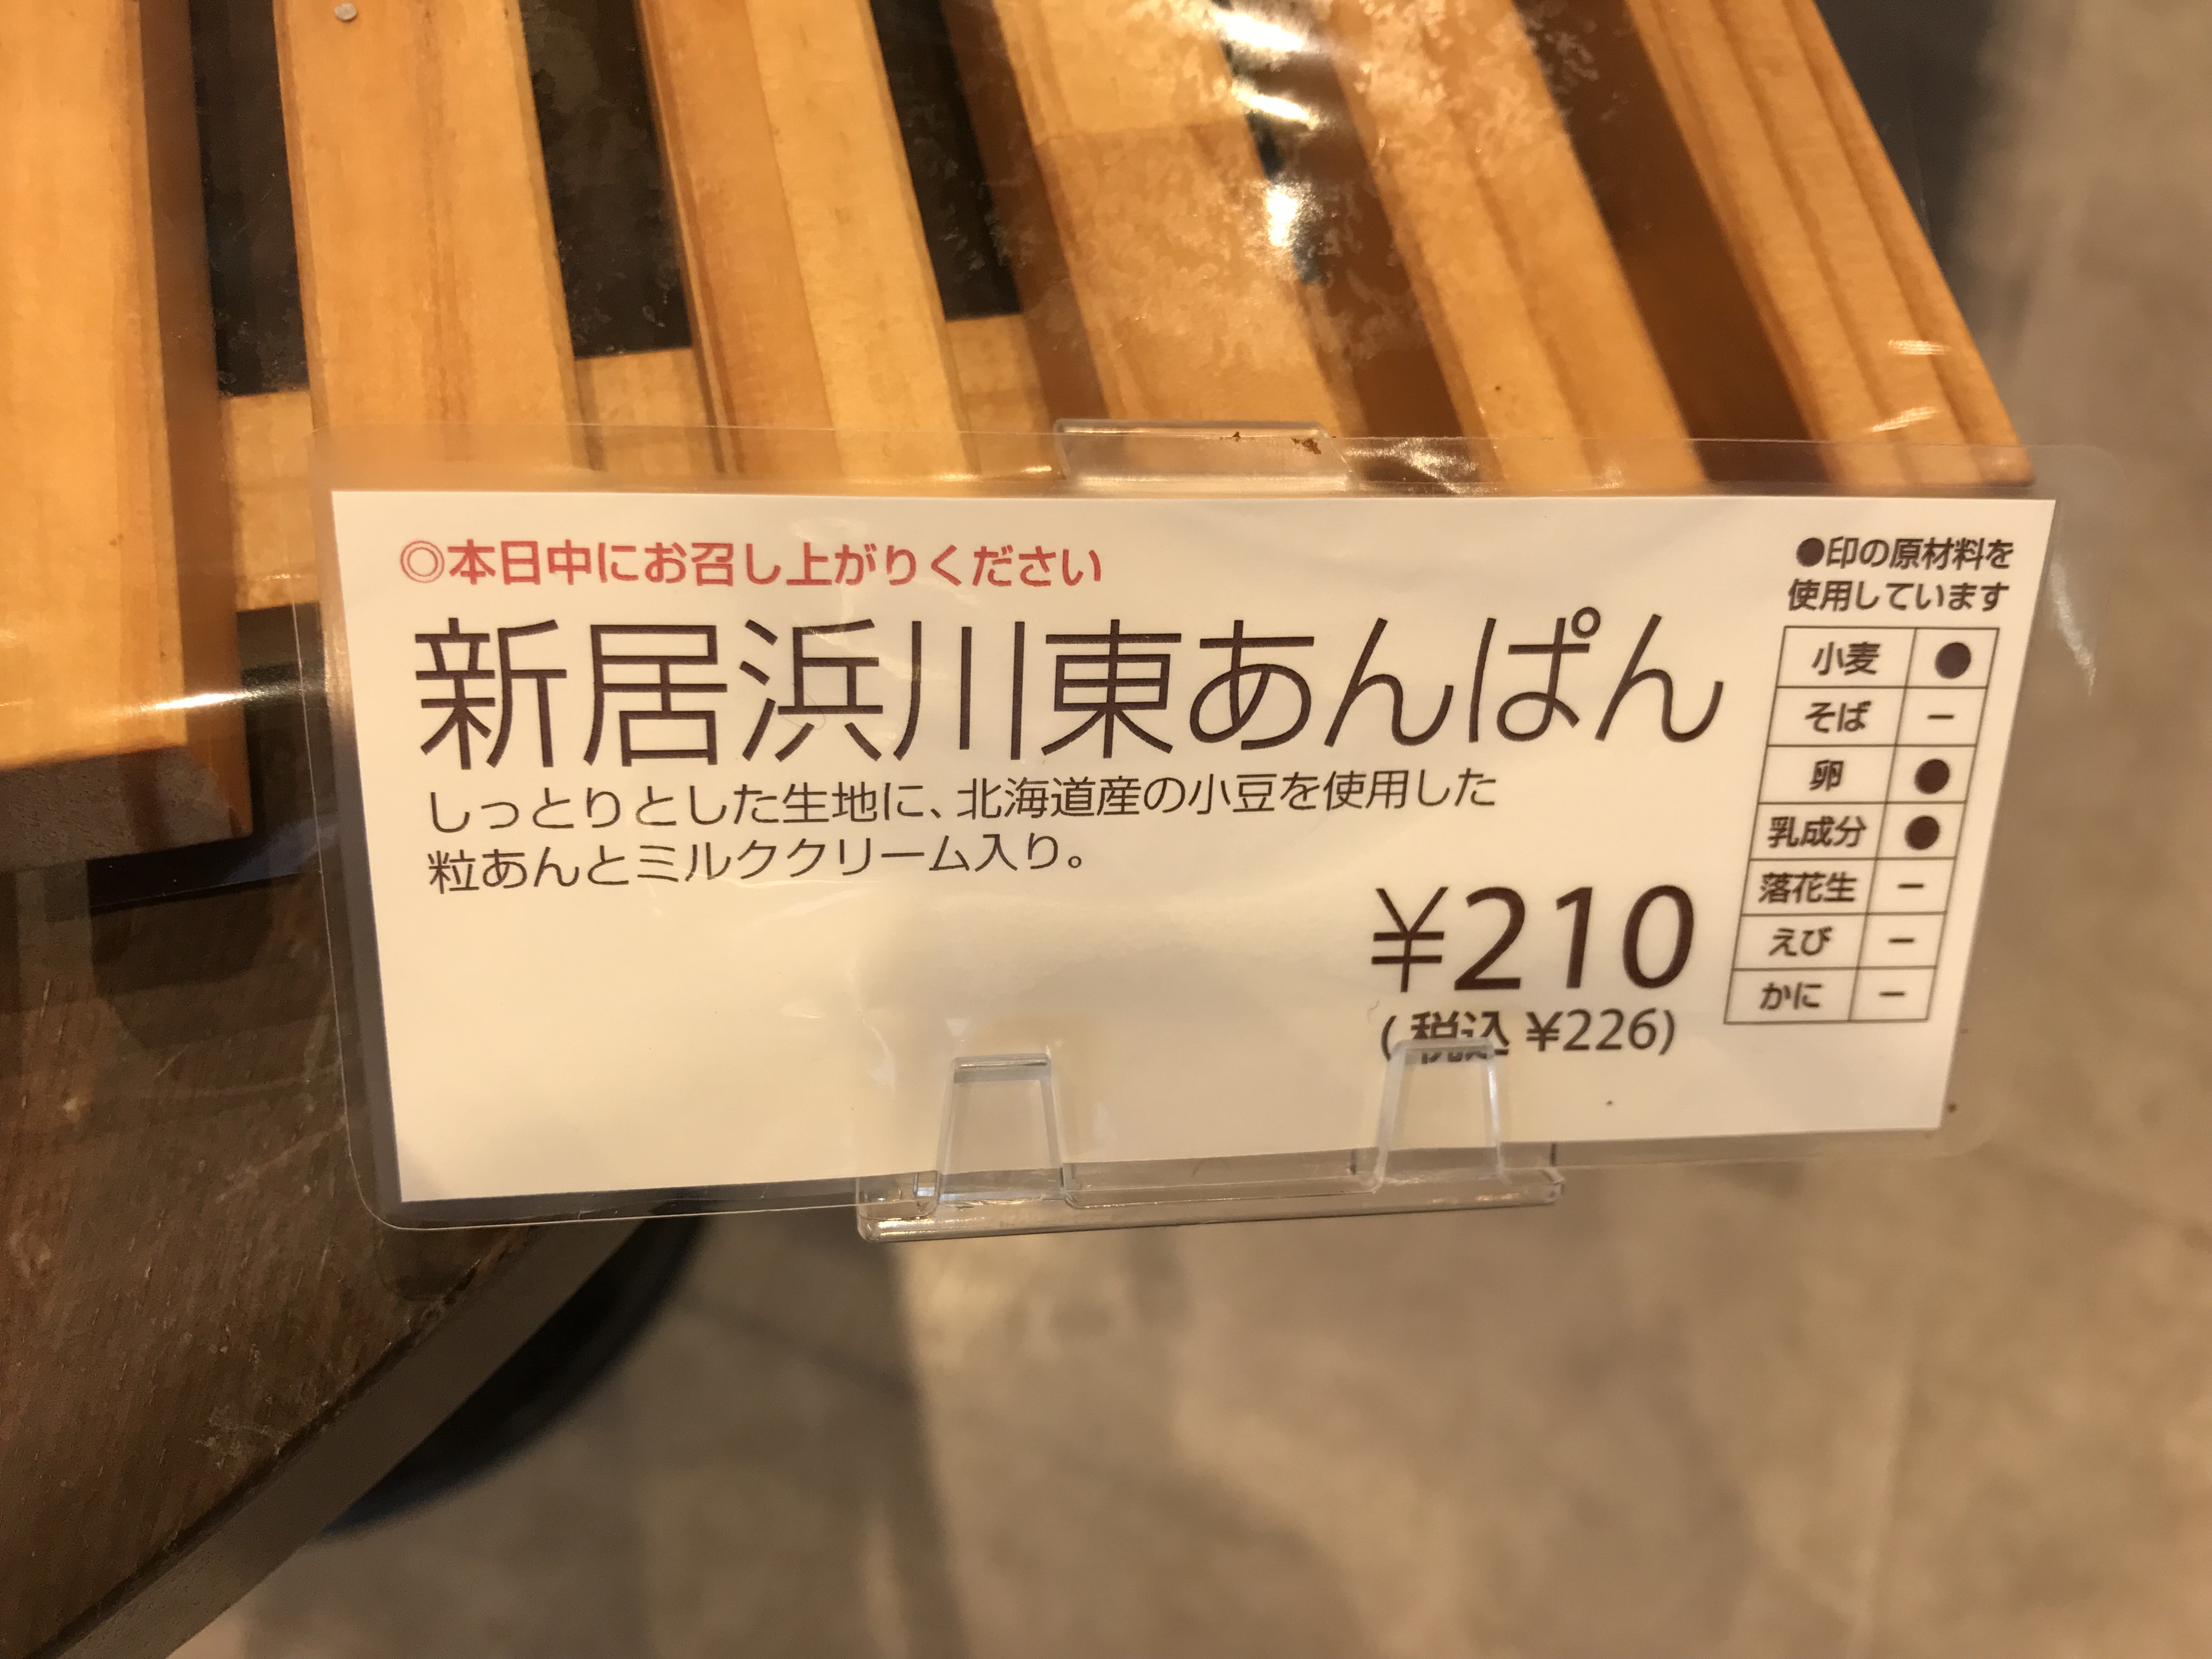 ◎本日中にお召し上がりください
新居浜川東あんぱん
しっとりとした生地に、北海道産の小豆を使用した
粒あんとミルククリーム入り。
¥210
(税込 ¥226)
●印の原材料を
使用しています
小麦 ●
そば −
卵 ●
乳成分 ●
落花生 −
えび −
かに −